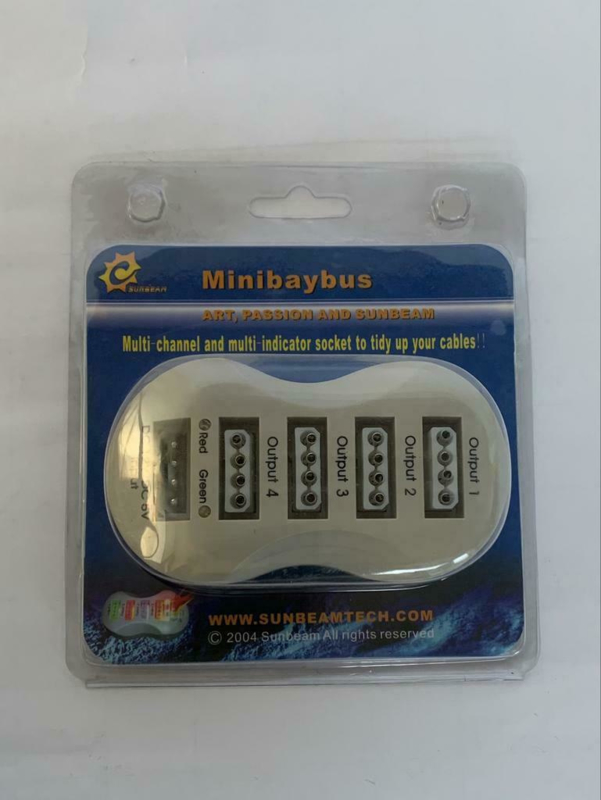 SUNBEAM
Minibaybus
ART, PASSION AND SUNBEAM
Multi-channel and multi-indicator socket to tidy up your cables!!
Red
Green
Output 4
Output 3
Output 2
Output 1
WWW.SUNBEAMTECH.COM
© 2004 Sunbeam All rights reserved